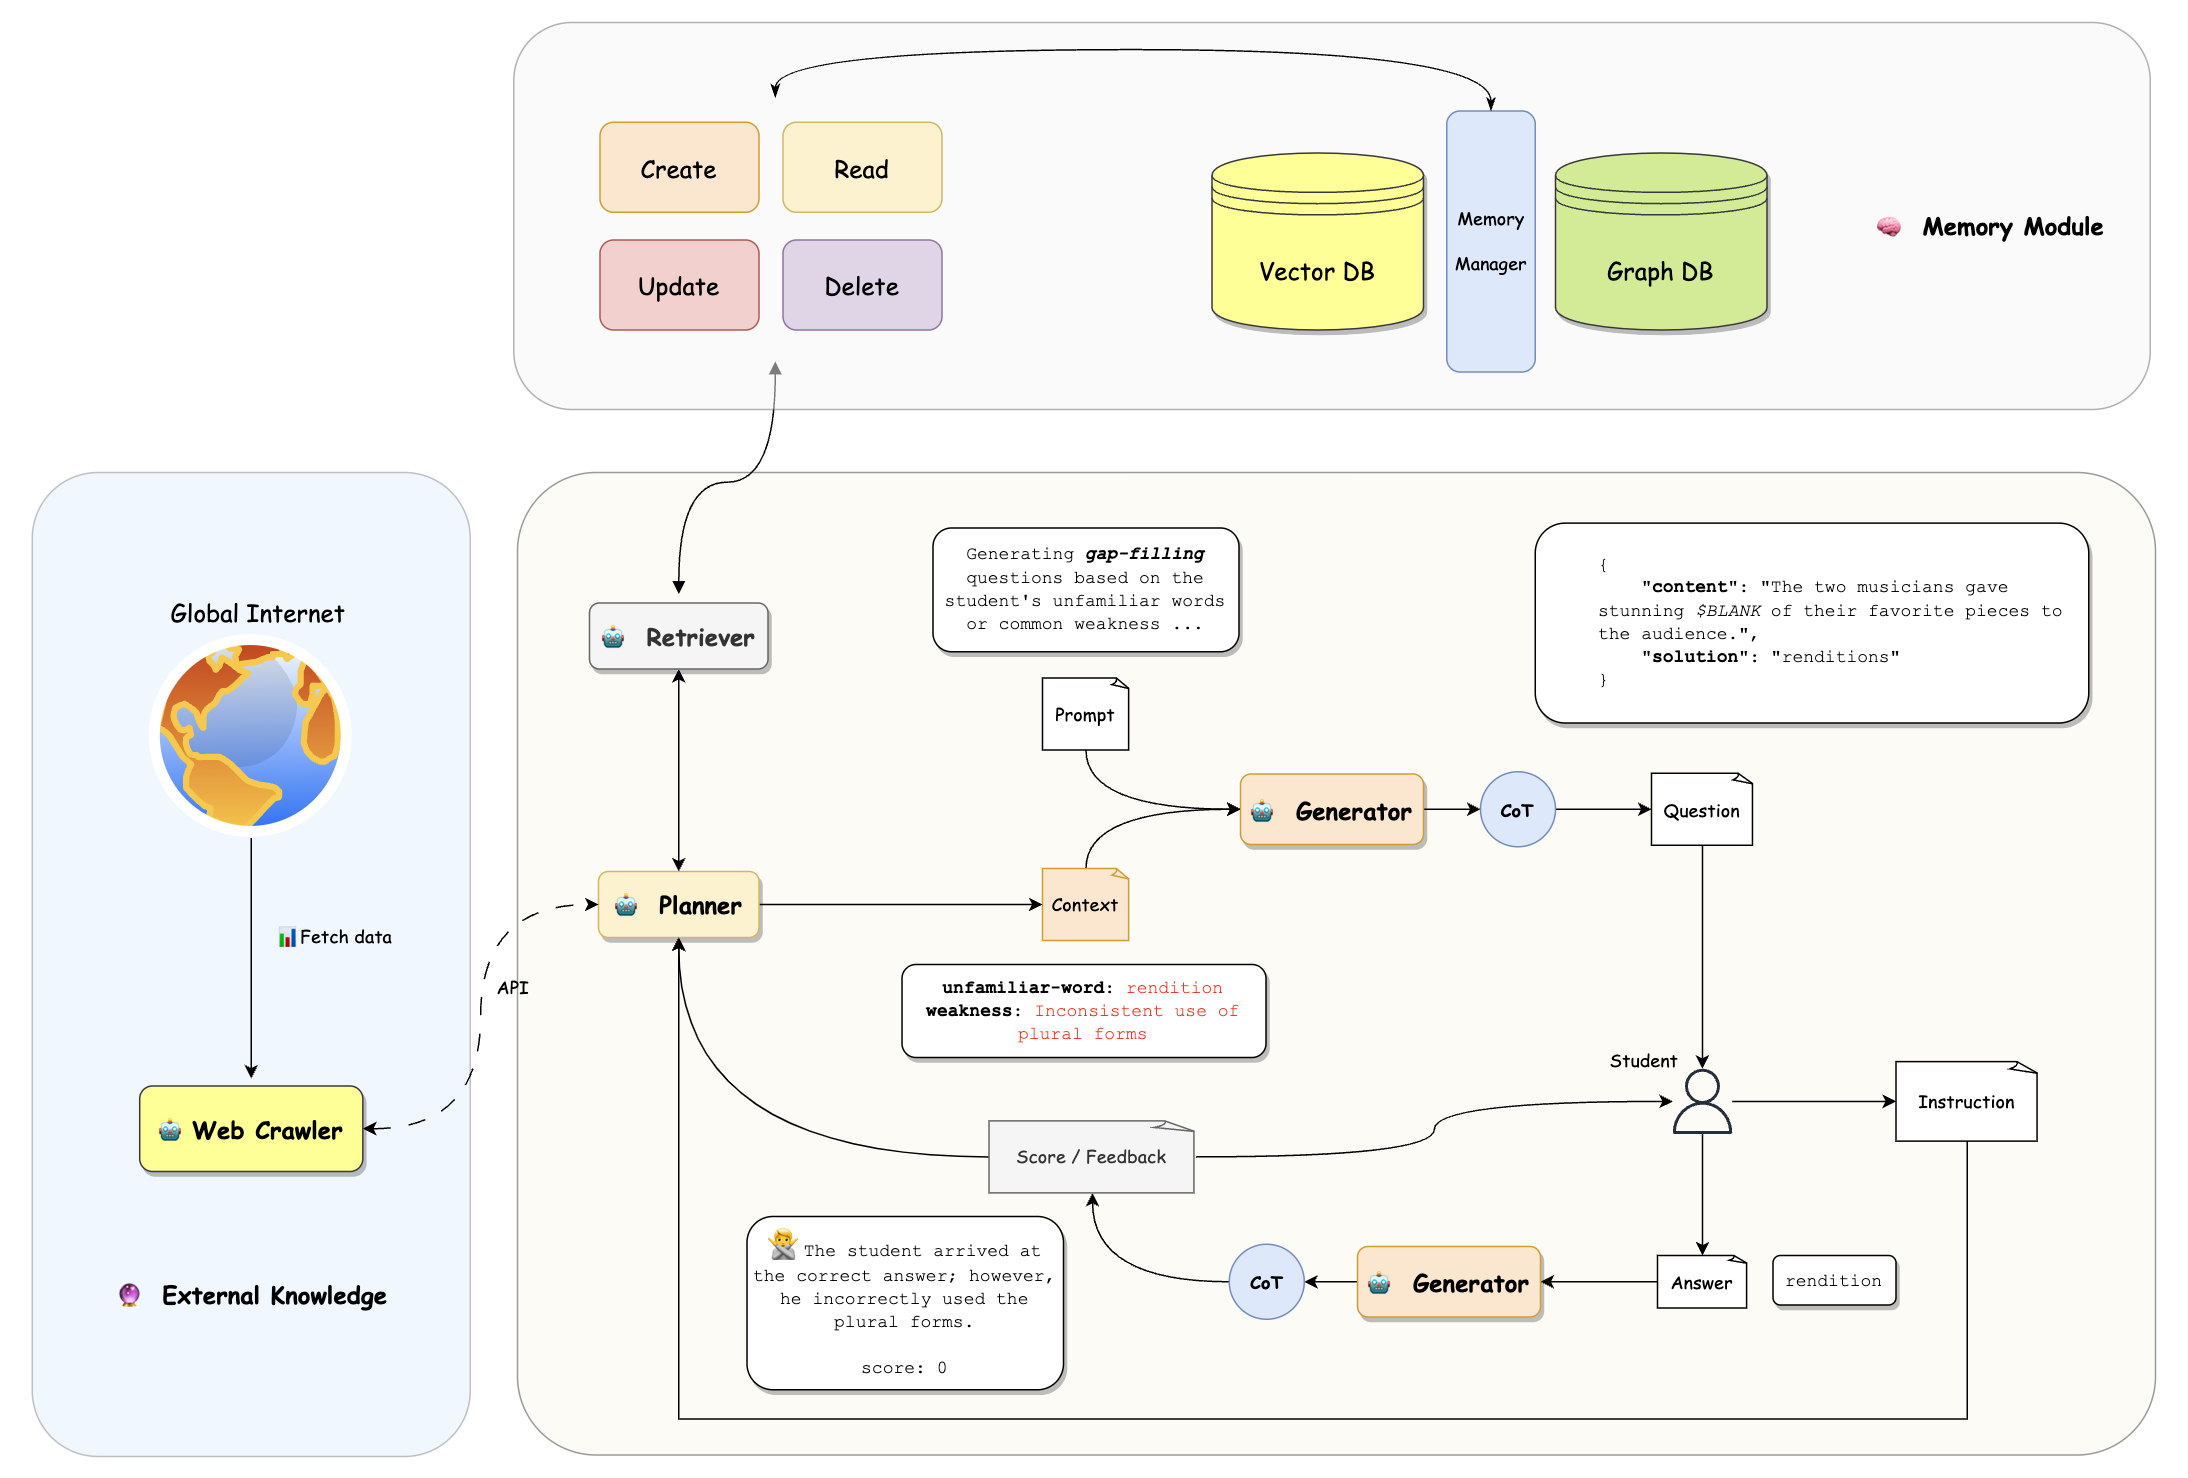 Create
Read
Update
Delete
Vector DB
Memory
Manager
Graph DB
Memory Module
Global Internet
Fetch data
API
Web Crawler
External Knowledge
Retriever
Planner
Generating gap-filling
questions based on the
student's unfamiliar words
or common weakness ...
Prompt
Context
unfamiliar-word: rendition
weakness: Inconsistent use of
plural forms
Generator
CoT
Question
{
"content": "The two musicians gave
stunning $BLANK of their favorite pieces to
the audience.",
"solution": "renditions"
}
Student
Instruction
Answer
rendition
Generator
CoT
Score / Feedback
The student arrived at
the correct answer; however,
he incorrectly used the
plural forms.
score: 0